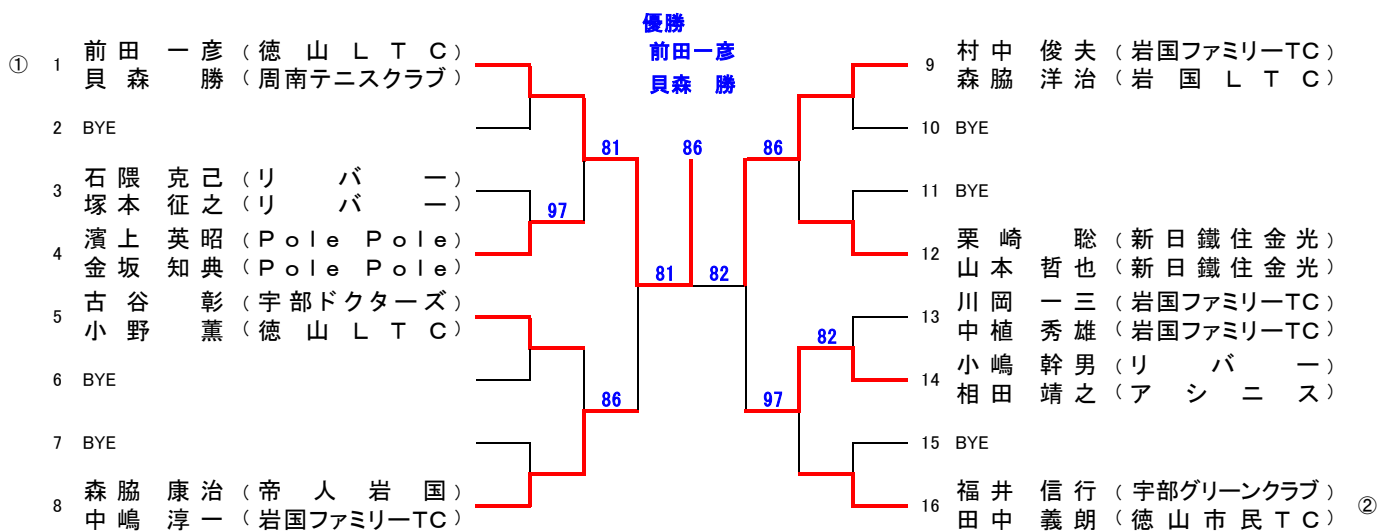 優勝
前田一彦
貝森 勝
① 1 前田 一彦 (徳山LTC)
貝森 勝 (周南テニスクラブ)
2 BYE
3 石隈 克己 (リバー)
塚本 征之 (リバー)
4 濱上 英昭 (Pole Pole)
金坂 知典 (Pole Pole)
5 古谷 彰 (宇部ドクターズ)
小野 薫 (徳山LTC)
6 BYE
7 BYE
8 森脇 康治 (帝人岩国)
中嶋 淳一 (岩国ファミリーTC)
81
97
86
81
86
82
86
82
97
9 村中 俊夫 (岩国ファミリーTC)
森脇 洋治 (岩国LTC)
10 BYE
11 BYE
12 栗崎 聡 (新日鐵住金光)
山本 哲也 (新日鐵住金光)
13 川岡 一三 (岩国ファミリーTC)
中植 秀雄 (岩国ファミリーTC)
14 小嶋 幹男 (リバー)
相田 靖之 (アシニス)
15 BYE
16 福井 信行 (宇部グリーンクラブ) ②
田中 義朗 (徳山市民TC)